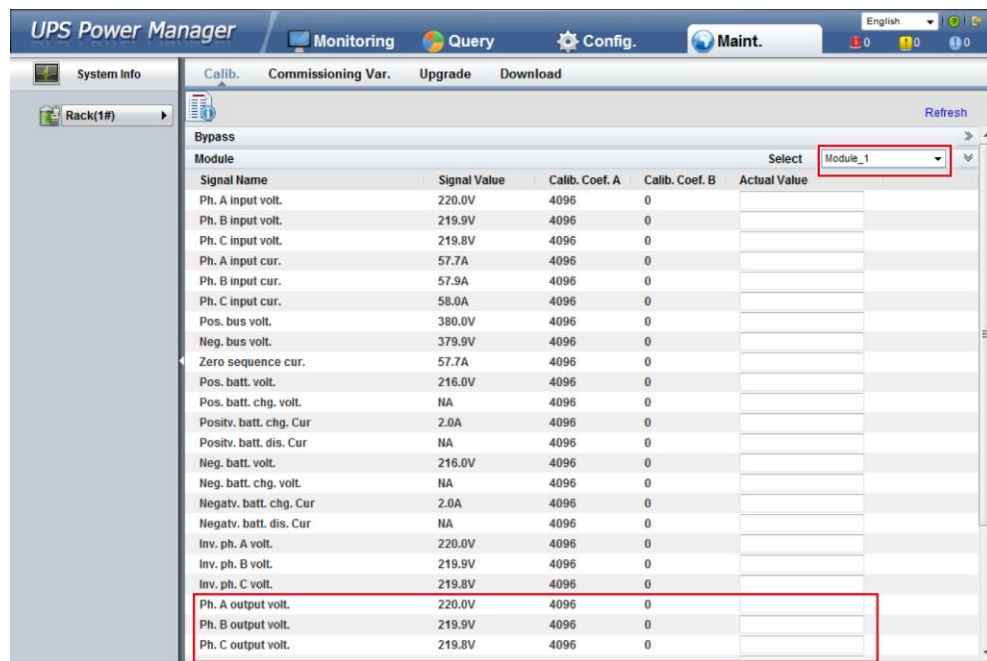 UPS Power Manager
Monitoring
Query
Config.
Maint.
English
0 0 0
System Info
Calib. Commissioning Var. Upgrade Download
Rack(1#)
Refresh
Bypass
Module Select Module_1
Signal Name Signal Value Calib. Coef. A Calib. Coef. B Actual Value
Ph. A input volt. 220.0V 4096 0
Ph. B input volt. 219.9V 4096 0
Ph. C input volt. 219.8V 4096 0
Ph. A input cur. 57.7A 4096 0
Ph. B input cur. 57.9A 4096 0
Ph. C input cur. 58.0A 4096 0
Pos. bus volt. 380.0V 4096 0
Neg. bus volt. 379.9V 4096 0
Zero sequence cur. 57.7A 4096 0
Pos. batt. volt. 216.0V 4096 0
Pos. batt. chg. volt. NA 4096 0
Positv. batt. chg. Cur 2.0A 4096 0
Positv. batt. dis. Cur NA 4096 0
Neg. batt. volt. 216.0V 4096 0
Neg. batt. chg. volt. NA 4096 0
Negatv. batt. chg. Cur 2.0A 4096 0
Negatv. batt. dis. Cur NA 4096 0
Inv. ph. A volt. 220.0V 4096 0
Inv. ph. B volt. 219.9V 4096 0
Inv. ph. C volt. 219.8V 4096 0
Ph. A output volt. 220.0V 4096 0
Ph. B output volt. 219.9V 4096 0
Ph. C output volt. 219.8V 4096 0